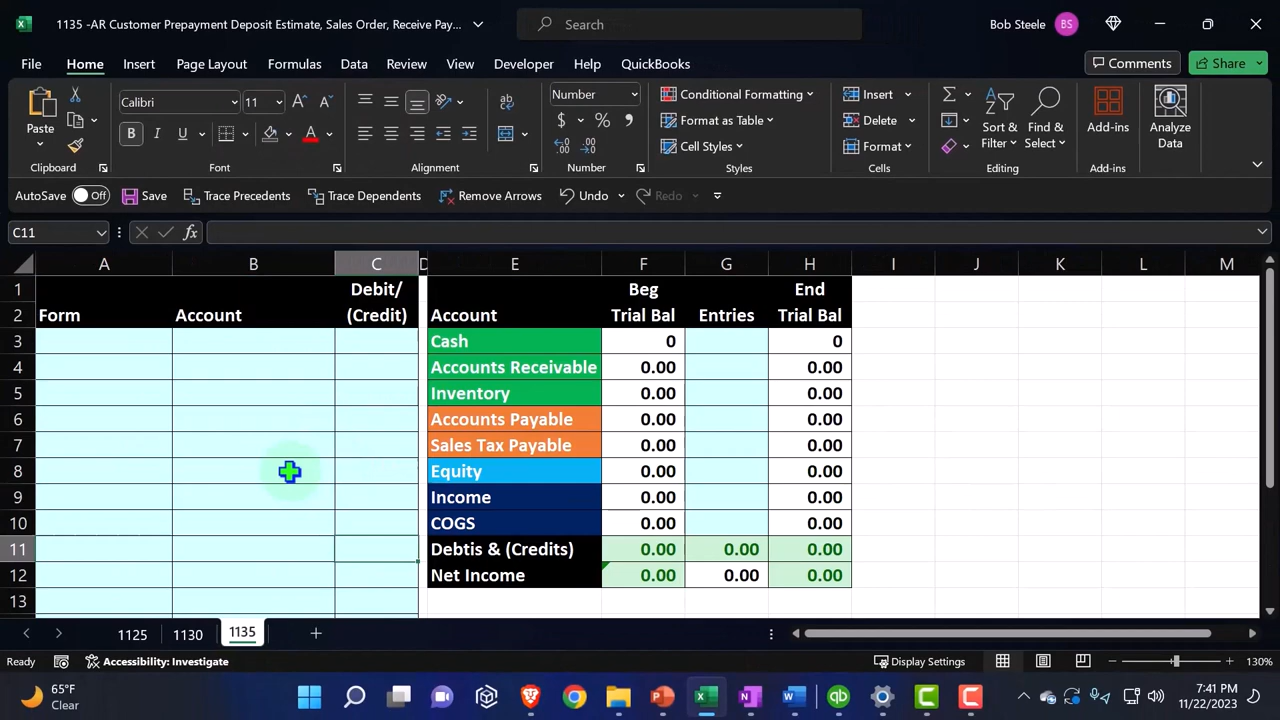 1135 -AR Customer Prepayment Deposit Estimate, Sales Order, Receive Pay...
Search
Bob Steele
BS
File Home Insert Page Layout Formulas Data Review View Developer Help QuickBooks
Comments
Share
Paste
Clipboard
Calibri
11
B I U
Font
Alignment
Number
$ % ,
Number
Conditional Formatting
Format as Table
Cell Styles
Styles
Insert
Delete
Format
Cells
Sort & Filter
Find & Select
Editing
Add-ins
Add-ins
Analyze Data
AutoSave Off Save Trace Precedents Trace Dependents Remove Arrows Undo Redo
C11
fx
A B C D E F G H I J K L M
1 Debit/ Beg End
2 Form Account (Credit) Account Trial Bal Entries Trial Bal
3 Cash 0 0
4 Accounts Receivable 0.00 0.00
5 Inventory 0.00 0.00
6 Accounts Payable 0.00 0.00
7 Sales Tax Payable 0.00 0.00
8 Equity 0.00 0.00
9 Income 0.00 0.00
10 COGS 0.00 0.00
11 Debtis & (Credits) 0.00 0.00 0.00
12 Net Income 0.00 0.00 0.00
13
1125 1130 1135
Ready Accessibility: Investigate Display Settings 130%
65°F
Clear
7:41 PM
11/22/2023